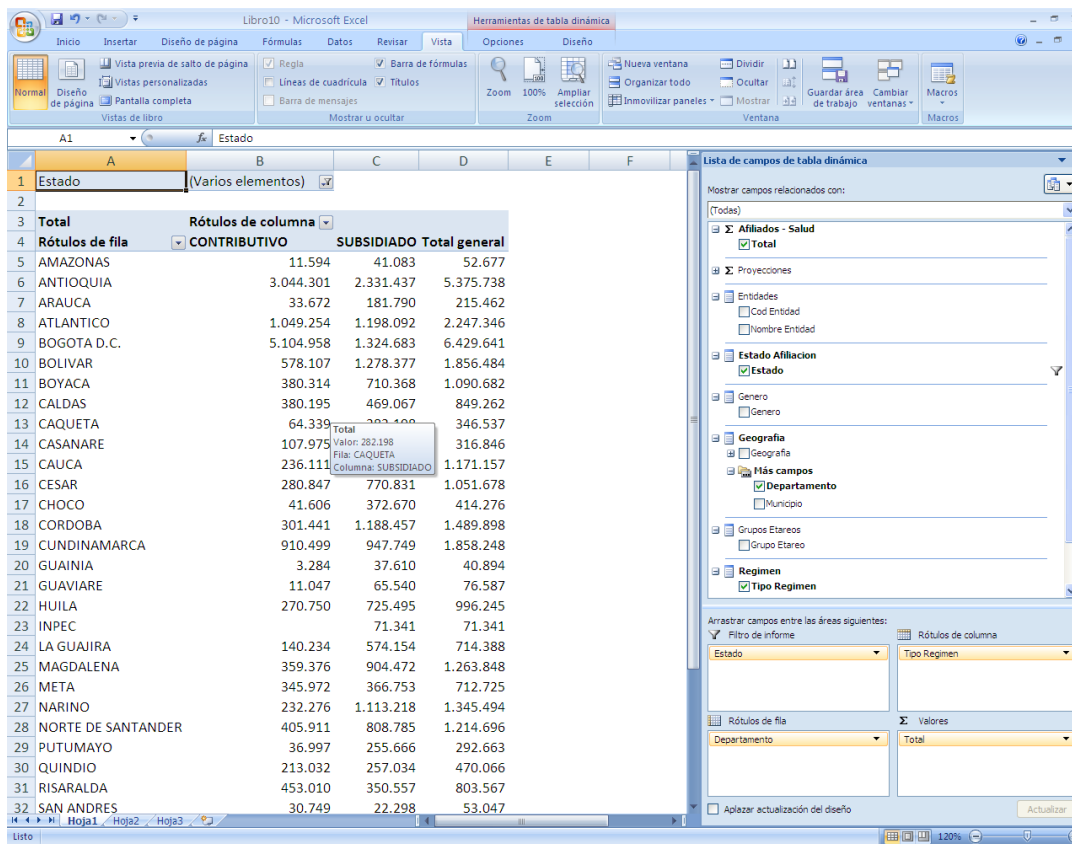 Libro10 - Microsoft Excel
Herramientas de tabla dinámica
Inicio Insertar Diseño de página Fórmulas Datos Revisar Vista Opciones Diseño
Normal
Diseño de página
Vista previa de salto de página
Vistas personalizadas
Pantalla completa
Vistas de libro
Regla
Líneas de cuadrícula
Barra de mensajes
Barra de fórmulas
Títulos
Mostrar u ocultar
Zoom
100%
Ampliar selección
Zoom
Nueva ventana
Organizar todo
Inmovilizar paneles
Dividir
Ocultar
Mostrar
Guardar área de trabajo
Cambiar ventanas
Ventana
Macros
Macros
A1 fx Estado
A B C D E F
1 Estado (Varios elementos)
2
3 Total Rótulos de columna
4 Rótulos de fila CONTRIBUTIVO SUBSIDIADO Total general
5 AMAZONAS 11.594 41.083 52.677
6 ANTIOQUIA 3.044.301 2.331.437 5.375.738
7 ARAUCA 33.672 181.790 215.462
8 ATLANTICO 1.049.254 1.198.092 2.247.346
9 BOGOTA D.C. 5.104.958 1.324.683 6.429.641
10 BOLIVAR 578.107 1.278.377 1.856.484
11 BOYACA 380.314 710.368 1.090.682
12 CALDAS 380.195 469.067 849.262
13 CAQUETA 64.339 282.198 346.537
14 CASANARE 107.975 316.846
15 CAUCA 236.111 1.171.157
16 CESAR 280.847 770.831 1.051.678
17 CHOCO 41.606 372.670 414.276
18 CORDOBA 301.441 1.188.457 1.489.898
19 CUNDINAMARCA 910.499 947.749 1.858.248
20 GUAINIA 3.284 37.610 40.894
21 GUAVIARE 11.047 65.540 76.587
22 HUILA 270.750 725.495 996.245
23 INPEC 71.341 71.341
24 LA GUAJIRA 140.234 574.154 714.388
25 MAGDALENA 359.376 904.472 1.263.848
26 META 345.972 366.753 712.725
27 NARINO 232.276 1.113.218 1.345.494
28 NORTE DE SANTANDER 405.911 808.785 1.214.696
29 PUTUMAYO 36.997 255.666 292.663
30 QUINDIO 213.032 257.034 470.066
31 RISARALDA 453.010 350.557 803.567
32 SAN ANDRES 30.749 22.298 53.047
Total
Valor: 282.198
Fila: CAQUETA
Columna: SUBSIDIADO
Lista de campos de tabla dinámica
Mostrar campos relacionados con:
(Todas)
Σ Afiliados - Salud
Total
Σ Proyecciones
Entidades
Cod Entidad
Nombre Entidad
Estado Afiliacion
Estado
Genero
Genero
Geografia
Geografia
Más campos
Departamento
Municipio
Grupos Etareos
Grupo Etareo
Regimen
Tipo Regimen
Arrastrar campos entre las áreas siguientes:
Filtro de informe
Rótulos de columna
Estado
Tipo Regimen
Rótulos de fila
Σ Valores
Departamento
Total
Aplazar actualización del diseño
Actualizar
Hoja1 Hoja2 Hoja3
Listo
120%